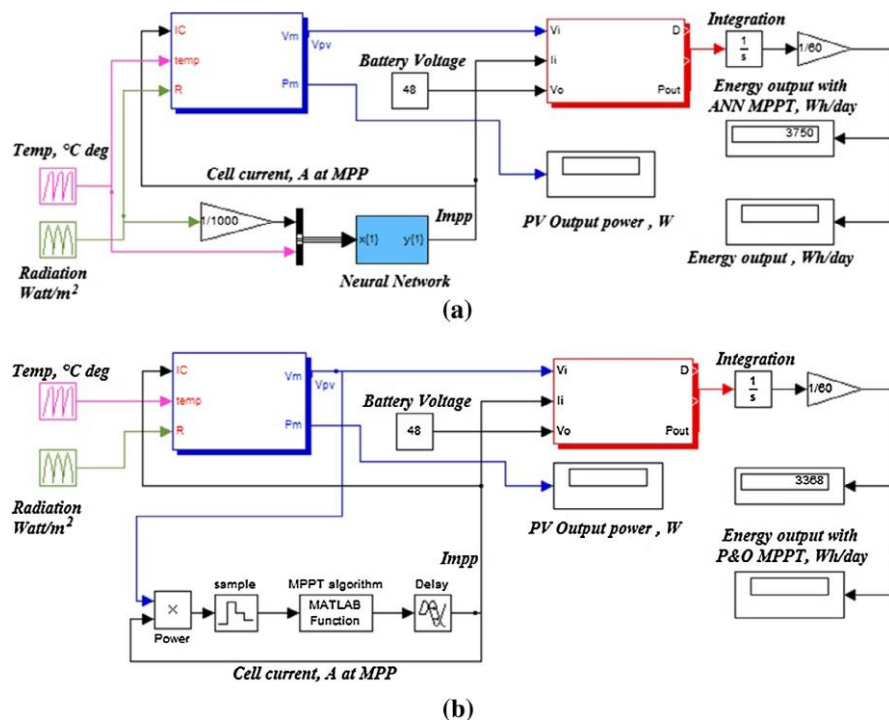 IC
temp
R
Vm
Vpv
Pm
Battery Voltage
48
Vi
Ii
Vo
D
Pout
Integration
1
s
1/60
Energy output with
ANN MPPT, Wh/day
3750
Temp, °C deg
Cell current, A at MPP
Impp
PV Output power , W
1/1000
x{1}
y{1}
Neural Network
Radiation
Watt/m²
Energy output , Wh/day
(a)
Temp, °C deg
IC
temp
R
Vm
Vpv
Pm
Battery Voltage
48
Vi
Ii
Vo
D
Pout
Integration
1
s
1/60
Radiation
Watt/m²
PV Output power , W
3368
Energy output with
P&O MPPT, Wh/day
Impp
×
Power
sample
MPPT algorithm
MATLAB
Function
Delay
Cell current, A at MPP
(b)